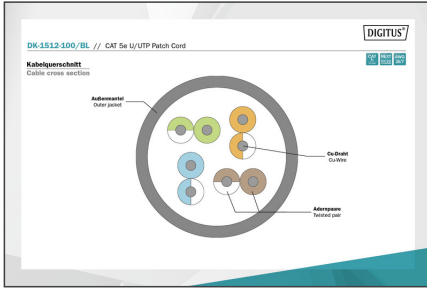 DIGITUS®
DK-1512-100/BL // CAT 5e U/UTP Patch Cord
Kabelquerschnitt
Cable cross section
Außenmantel
Outer jacket
Cu-Draht
Cu-Wire
Adernpaare
Twisted pair